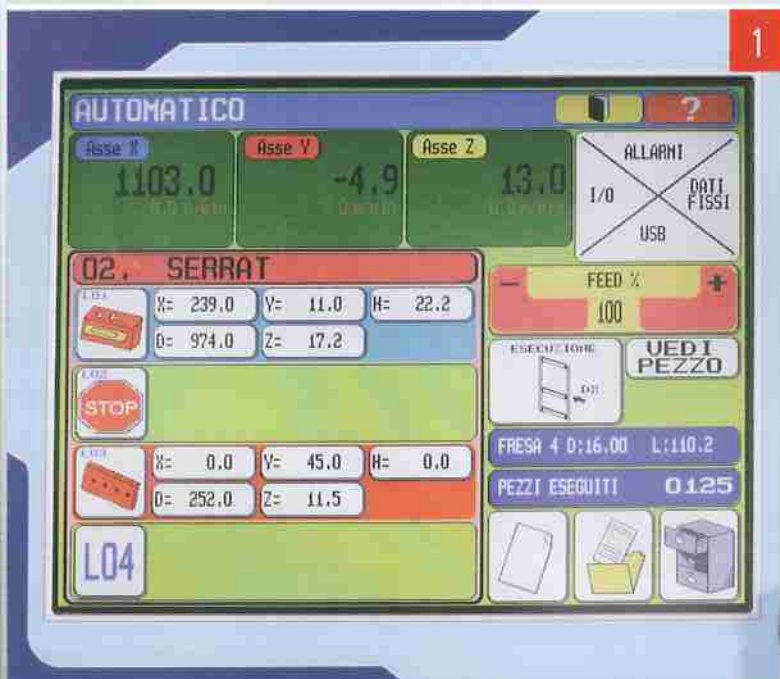 1
AUTOMATICO
?
Asse X
Asse Y
Asse Z
1103.0
-4.9
13.0
ALLARMI
I/O
DATI
FISSI
USB
02. SERRAT
- FEED % +
100
L01
X= 239.0 Y= 11.0 H= 22.2
D= 974.0 Z= 17.2
ESECUZIONE
DX
VEDI
PEZZO
L02
STOP
L03
X= 0.0 Y= 45.0 H= 0.0
D= 252.0 Z= 11.5
FRESA 4 D:16.00 L:110.2
PEZZI ESEGUITI 0125
L04